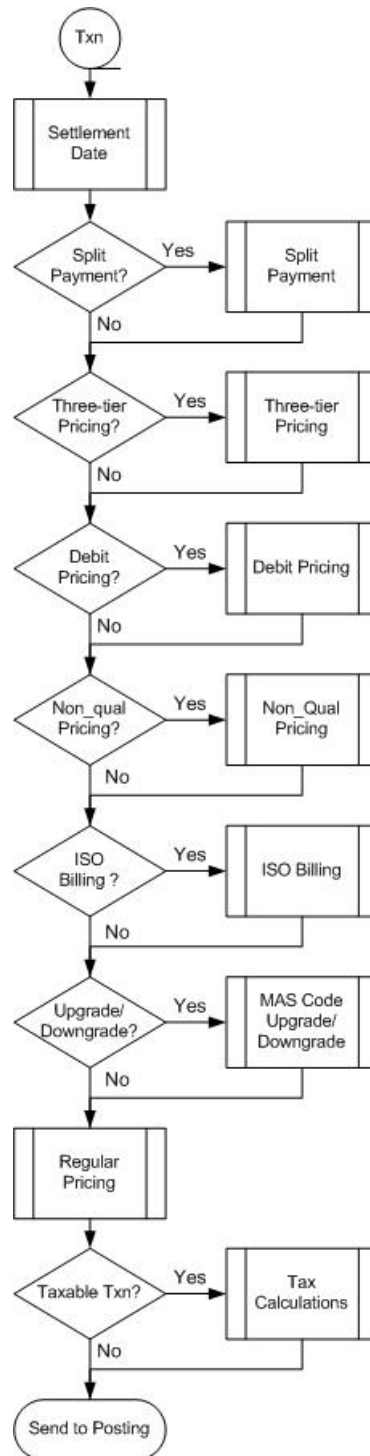 Txn
Settlement
Date
Split
Payment?
Yes
Split
Payment
No
Three-tier
Pricing?
Yes
Three-tier
Pricing
No
Debit
Pricing?
Yes
Debit Pricing
No
Non_qual
Pricing?
Yes
Non_Qual
Pricing
No
ISO
Billing ?
Yes
ISO Billing
No
Upgrade/
Downgrade?
Yes
MAS Code
Upgrade/
Downgrade
No
Regular
Pricing
Taxable Txn?
Yes
Tax
Calculations
No
Send to Posting